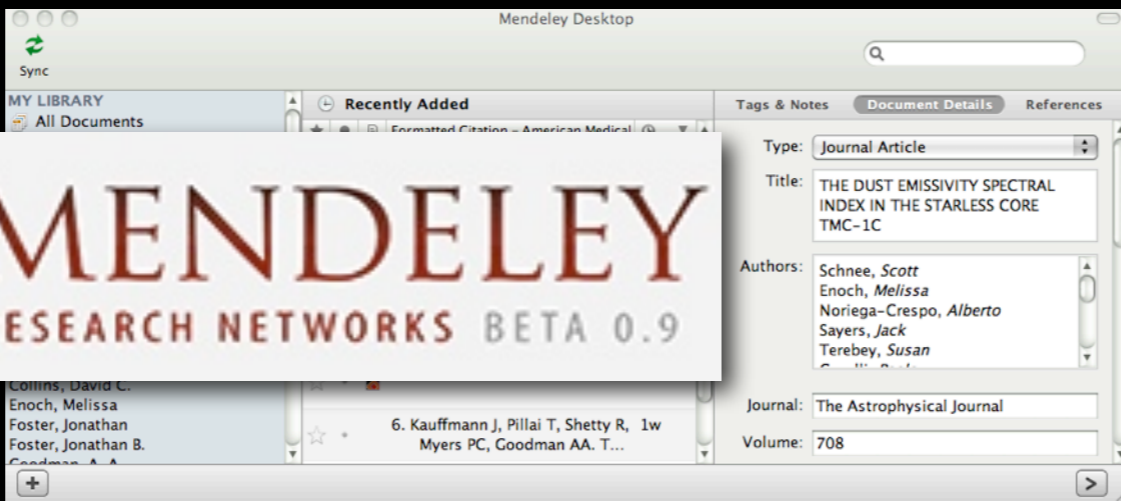 Mendeley Desktop
Sync
MY LIBRARY
All Documents
Recently Added
Formatted Citation - American Medical
MENDELEY
ESEARCH NETWORKS BETA 0.9
Collins, David C.
Enoch, Melissa
Foster, Jonathan
Foster, Jonathan B.
Goodman, A. A.
6. Kauffmann J, Pillai T, Shetty R, 1w
Myers PC, Goodman AA. T...
Tags & Notes Document Details References
Type: Journal Article
Title: THE DUST EMISSIVITY SPECTRAL
INDEX IN THE STARLESS CORE
TMC-1C
Authors: Schnee, Scott
Enoch, Melissa
Noriega-Crespo, Alberto
Sayers, Jack
Terebey, Susan
Journal: The Astrophysical Journal
Volume: 708